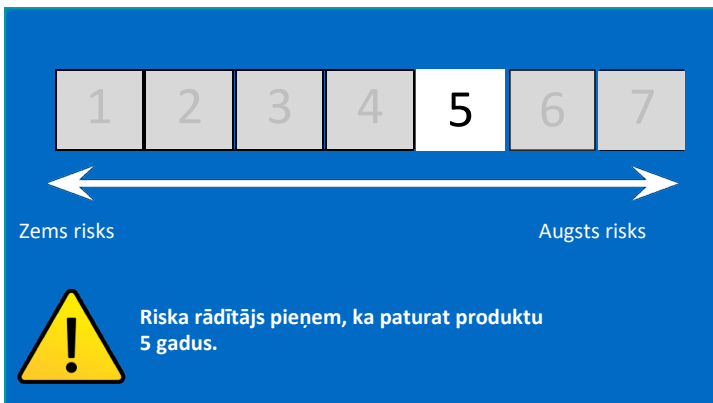 1 2 3 4 5 6 7
Zems risks Augsts risks
Riska rādītājs pieņem, ka paturat produktu
5 gadus.